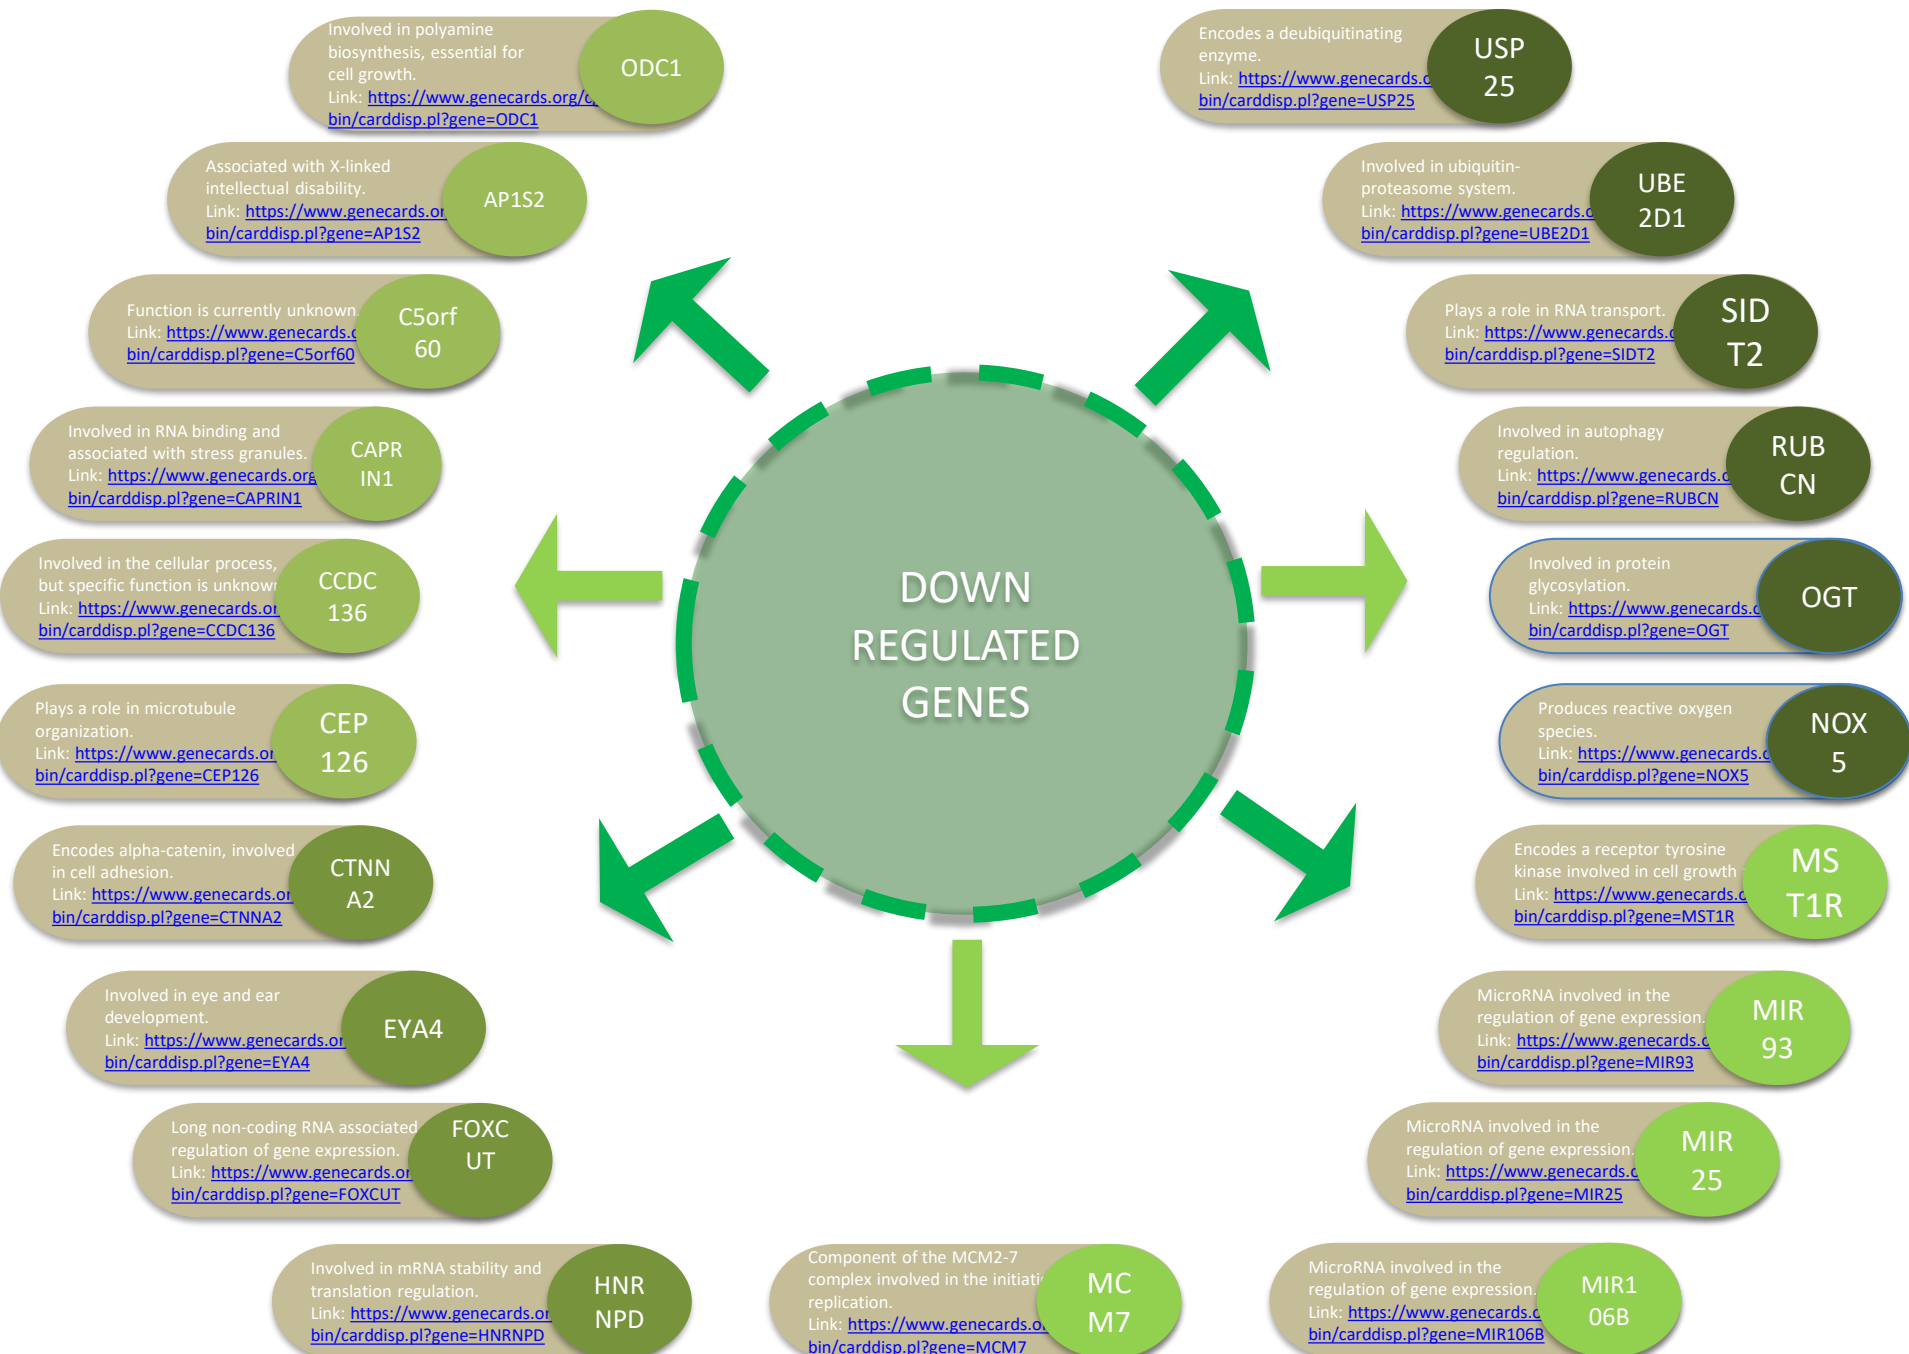 Involved in polyamine
biosynthesis, essential for
cell growth.
Link: https://www.genecards.org/
bin/carddisp.pl?gene=ODC1
ODC1
Associated with X-linked
intellectual disability.
Link: https://www.genecards.or
bin/carddisp.pl?gene=AP1S2
AP1S2
Function is currently unknown.
Link: https://www.genecards.
bin/carddisp.pl?gene=C5orf60
C5orf
60
Involved in RNA binding and
associated with stress granules.
Link: https://www.genecards.org
bin/carddisp.pl?gene=CAPRIN1
CAPR
IN1
Involved in the cellular process,
but specific function is unknown
Link: https://www.genecards.or
bin/carddisp.pl?gene=CCDC136
CCDC
136
Plays a role in microtubule
organization.
Link: https://www.genecards.or
bin/carddisp.pl?gene=CEP126
CEP
126
Encodes alpha-catenin, involved
in cell adhesion.
Link: https://www.genecards.or
bin/carddisp.pl?gene=CTNNA2
CTNN
A2
Involved in eye and ear
development.
Link: https://www.genecards.or
bin/carddisp.pl?gene=EYA4
EYA4
Long non-coding RNA associated
regulation of gene expression.
Link: https://www.genecards.or
bin/carddisp.pl?gene=FOXCUT
FOXC
UT
Involved in mRNA stability and
translation regulation.
Link: https://www.genecards.or
bin/carddisp.pl?gene=HNRNPD
HNR
NPD
DOWN
REGULATED
GENES
Component of the MCM2-7
complex involved in the initiati
replication.
Link: https://www.genecards.o
bin/carddisp.pl?gene=MCM7
MC
M7
Encodes a deubiquitinating
enzyme.
Link: https://www.genecards.o
bin/carddisp.pl?gene=USP25
USP
25
Involved in ubiquitin-
proteasome system.
Link: https://www.genecards.o
bin/carddisp.pl?gene=UBE2D1
UBE
2D1
Plays a role in RNA transport.
Link: https://www.genecards.o
bin/carddisp.pl?gene=SIDT2
SID
T2
Involved in autophagy
regulation.
Link: https://www.genecards.o
bin/carddisp.pl?gene=RUBCN
RUB
CN
Involved in protein
glycosylation.
Link: https://www.genecards.o
bin/carddisp.pl?gene=OGT
OGT
Produces reactive oxygen
species.
Link: https://www.genecards.o
bin/carddisp.pl?gene=NOX5
NOX
5
Encodes a receptor tyrosine
kinase involved in cell growth
Link: https://www.genecards.o
bin/carddisp.pl?gene=MST1R
MS
T1R
MicroRNA involved in the
regulation of gene expression.
Link: https://www.genecards.o
bin/carddisp.pl?gene=MIR93
MIR
93
MicroRNA involved in the
regulation of gene expression.
Link: https://www.genecards.o
bin/carddisp.pl?gene=MIR25
MIR
25
MicroRNA involved in the
regulation of gene expression.
Link: https://www.genecards.o
bin/carddisp.pl?gene=MIR106B
MIR1
06B